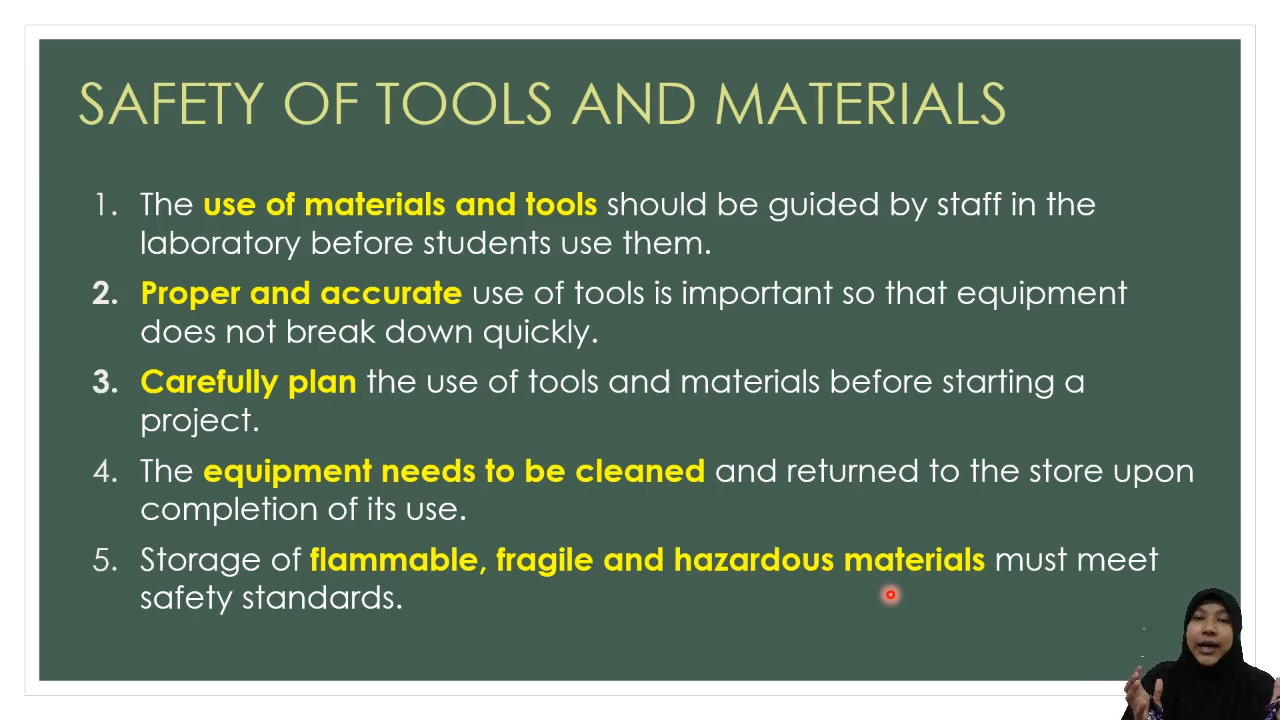 SAFETY OF TOOLS AND MATERIALS
1. The use of materials and tools should be guided by staff in the
laboratory before students use them.
2. Proper and accurate use of tools is important so that equipment
does not break down quickly.
3. Carefully plan the use of tools and materials before starting a
project.
4. The equipment needs to be cleaned and returned to the store upon
completion of its use.
5. Storage of flammable, fragile and hazardous materials must meet
safety standards.